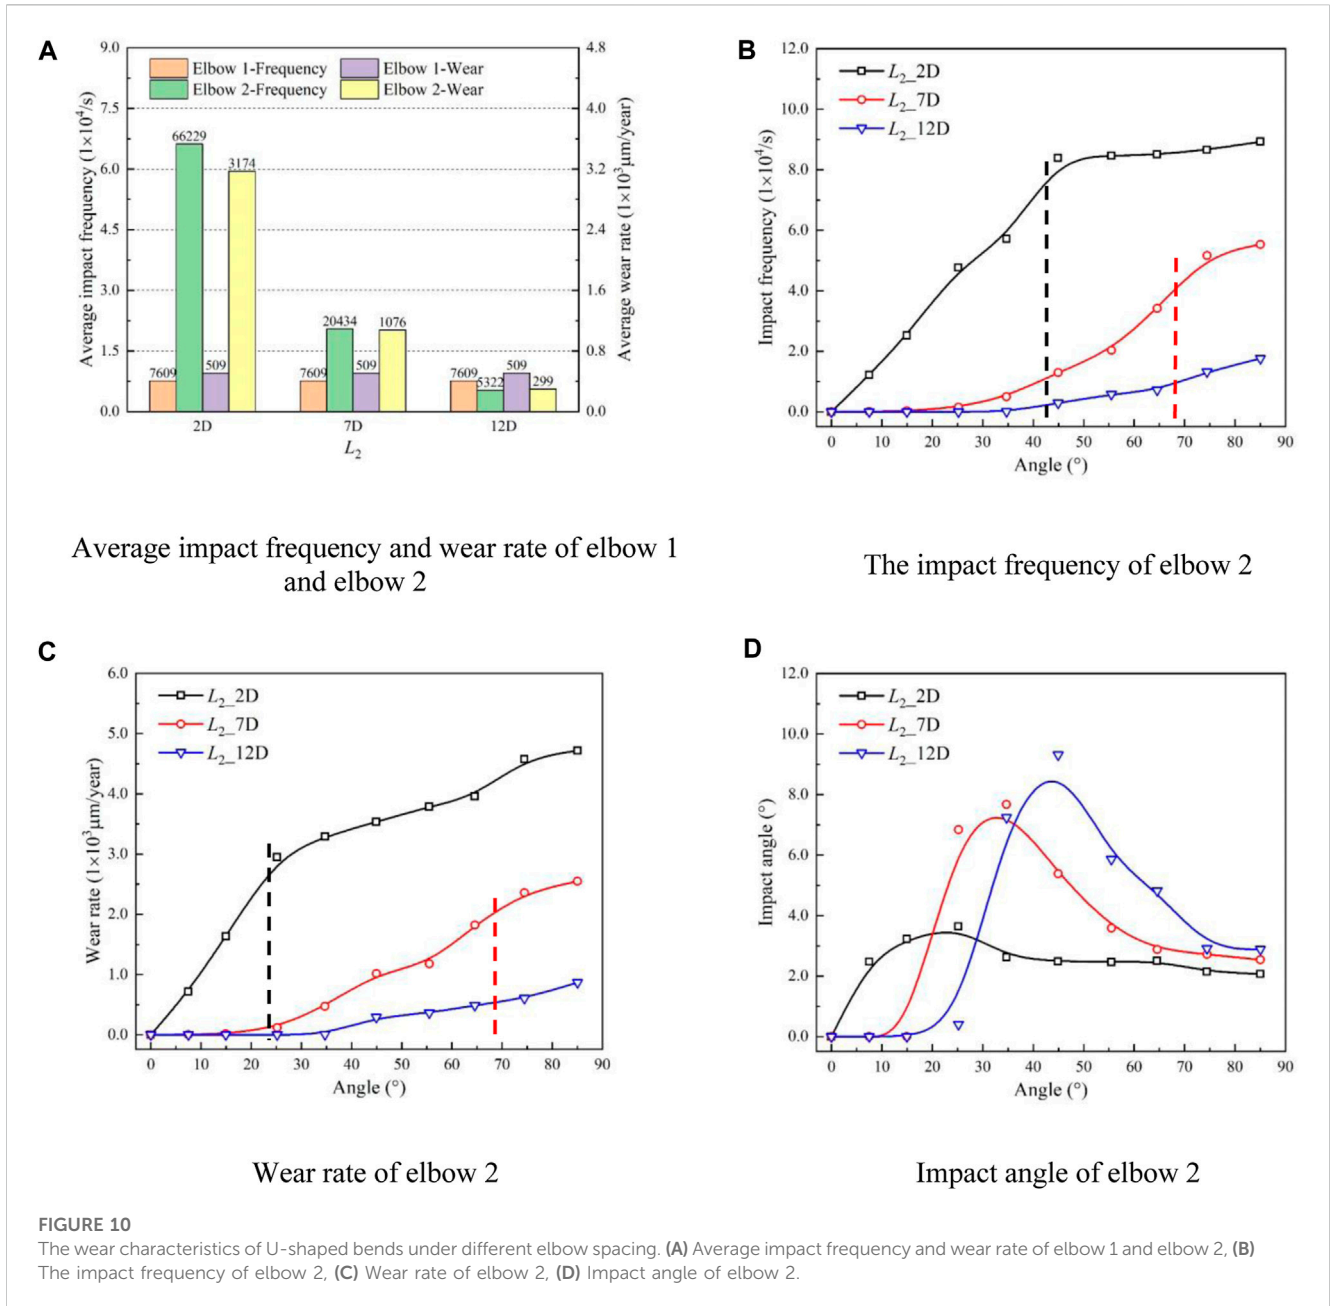 A
9.0
7.5
6.0
4.5
3.0
1.5
0.0
Average impact frequency (1×10⁴/s)
Elbow 1-Frequency
Elbow 1-Wear
Elbow 2-Frequency
Elbow 2-Wear
4.8
4.0
3.2
2.4
1.6
0.8
0.0
Average wear rate (1×10³μm/year)
7609
66229
509
3174
7609
20434
509
1076
7609
5322
509
299
2D
7D
12D
L₂
Average impact frequency and wear rate of elbow 1
and elbow 2
B
12.0
10.0
8.0
6.0
4.0
2.0
0.0
Impact frequency (1×10⁴/s)
L₂_2D
L₂_7D
L₂_12D
0 10 20 30 40 50 60 70 80 90
Angle (°)
The impact frequency of elbow 2
C
6.0
5.0
4.0
3.0
2.0
1.0
0.0
Wear rate (1×10³μm/year)
L₂_2D
L₂_7D
L₂_12D
0 10 20 30 40 50 60 70 80 90
Angle (°)
Wear rate of elbow 2
D
12.0
10.0
8.0
6.0
4.0
2.0
0.0
Impact angle (°)
L₂_2D
L₂_7D
L₂_12D
0 10 20 30 40 50 60 70 80 90
Angle (°)
Impact angle of elbow 2
FIGURE 10
The wear characteristics of U-shaped bends under different elbow spacing. (A) Average impact frequency and wear rate of elbow 1 and elbow 2, (B)
The impact frequency of elbow 2, (C) Wear rate of elbow 2, (D) Impact angle of elbow 2.